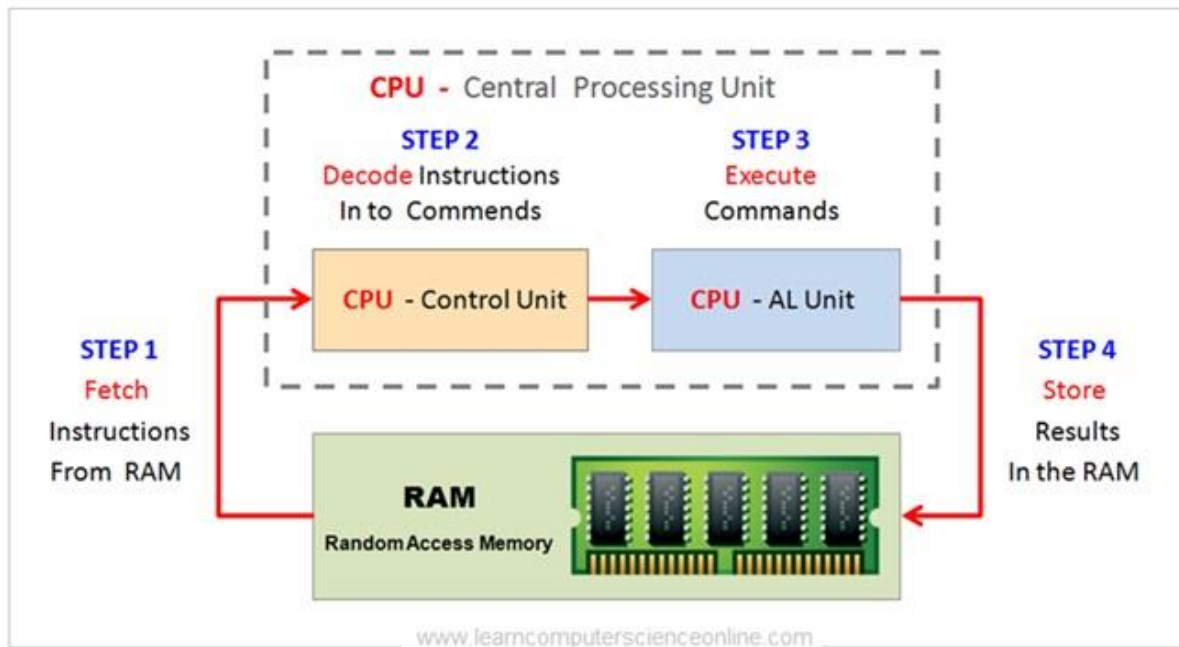 CPU - Central Processing Unit
STEP 2
Decode Instructions
In to Commends
STEP 3
Execute
Commands
CPU - Control Unit
CPU - AL Unit
STEP 1
Fetch
Instructions
From RAM
STEP 4
Store
Results
In the RAM
RAM
Random Access Memory
www.learncomputerscienceonline.com